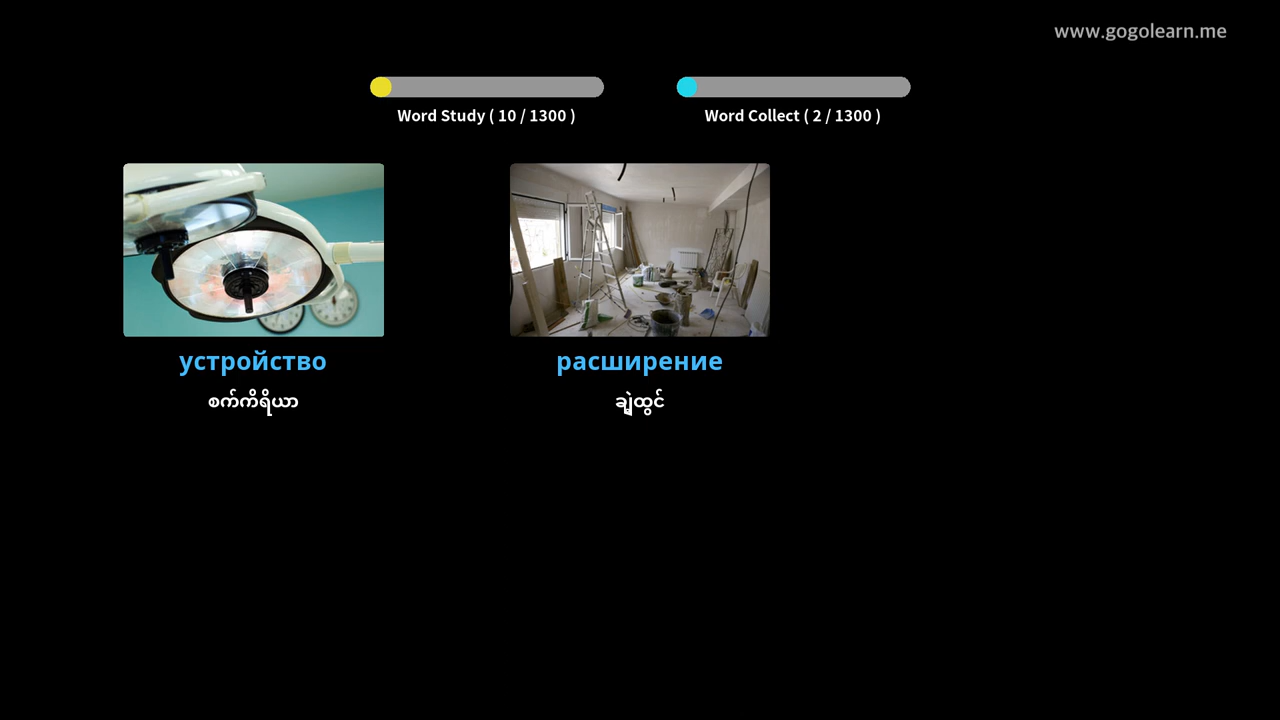 www.gogolearn.me
Word Study ( 10 / 1300 )
Word Collect ( 2 / 1300 )
устройство
расширение
စက်ကိရိယာ
ချဲ့ထွင်